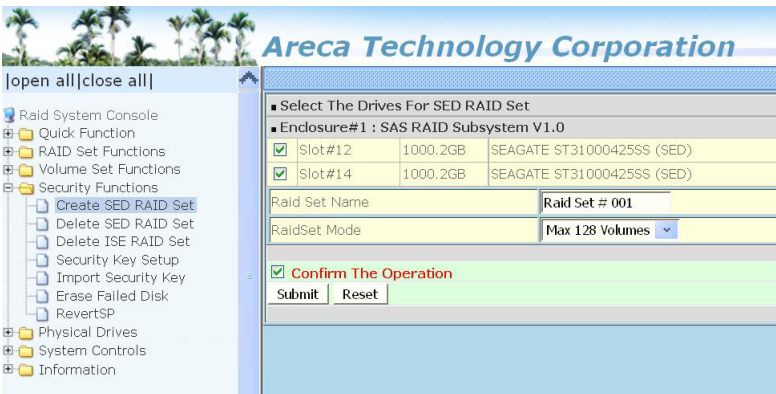 Areca Technology Corporation
|open all|close all|
Raid System Console
Quick Function
RAID Set Functions
Volume Set Functions
Security Functions
Create SED RAID Set
Delete SED RAID Set
Delete ISE RAID Set
Security Key Setup
Import Security Key
Erase Failed Disk
RevertSP
Physical Drives
System Controls
Information
Select The Drives For SED RAID Set
Enclosure#1 : SAS RAID Subsystem V1.0
Slot#12 1000.2GB SEAGATE ST31000425SS (SED)
Slot#14 1000.2GB SEAGATE ST31000425SS (SED)
Raid Set Name Raid Set # 001
RaidSet Mode Max 128 Volumes
Confirm The Operation
Submit Reset